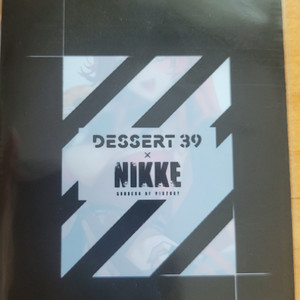 DESSERT 39
×
NIKKE
GODDESS OF VICTORY